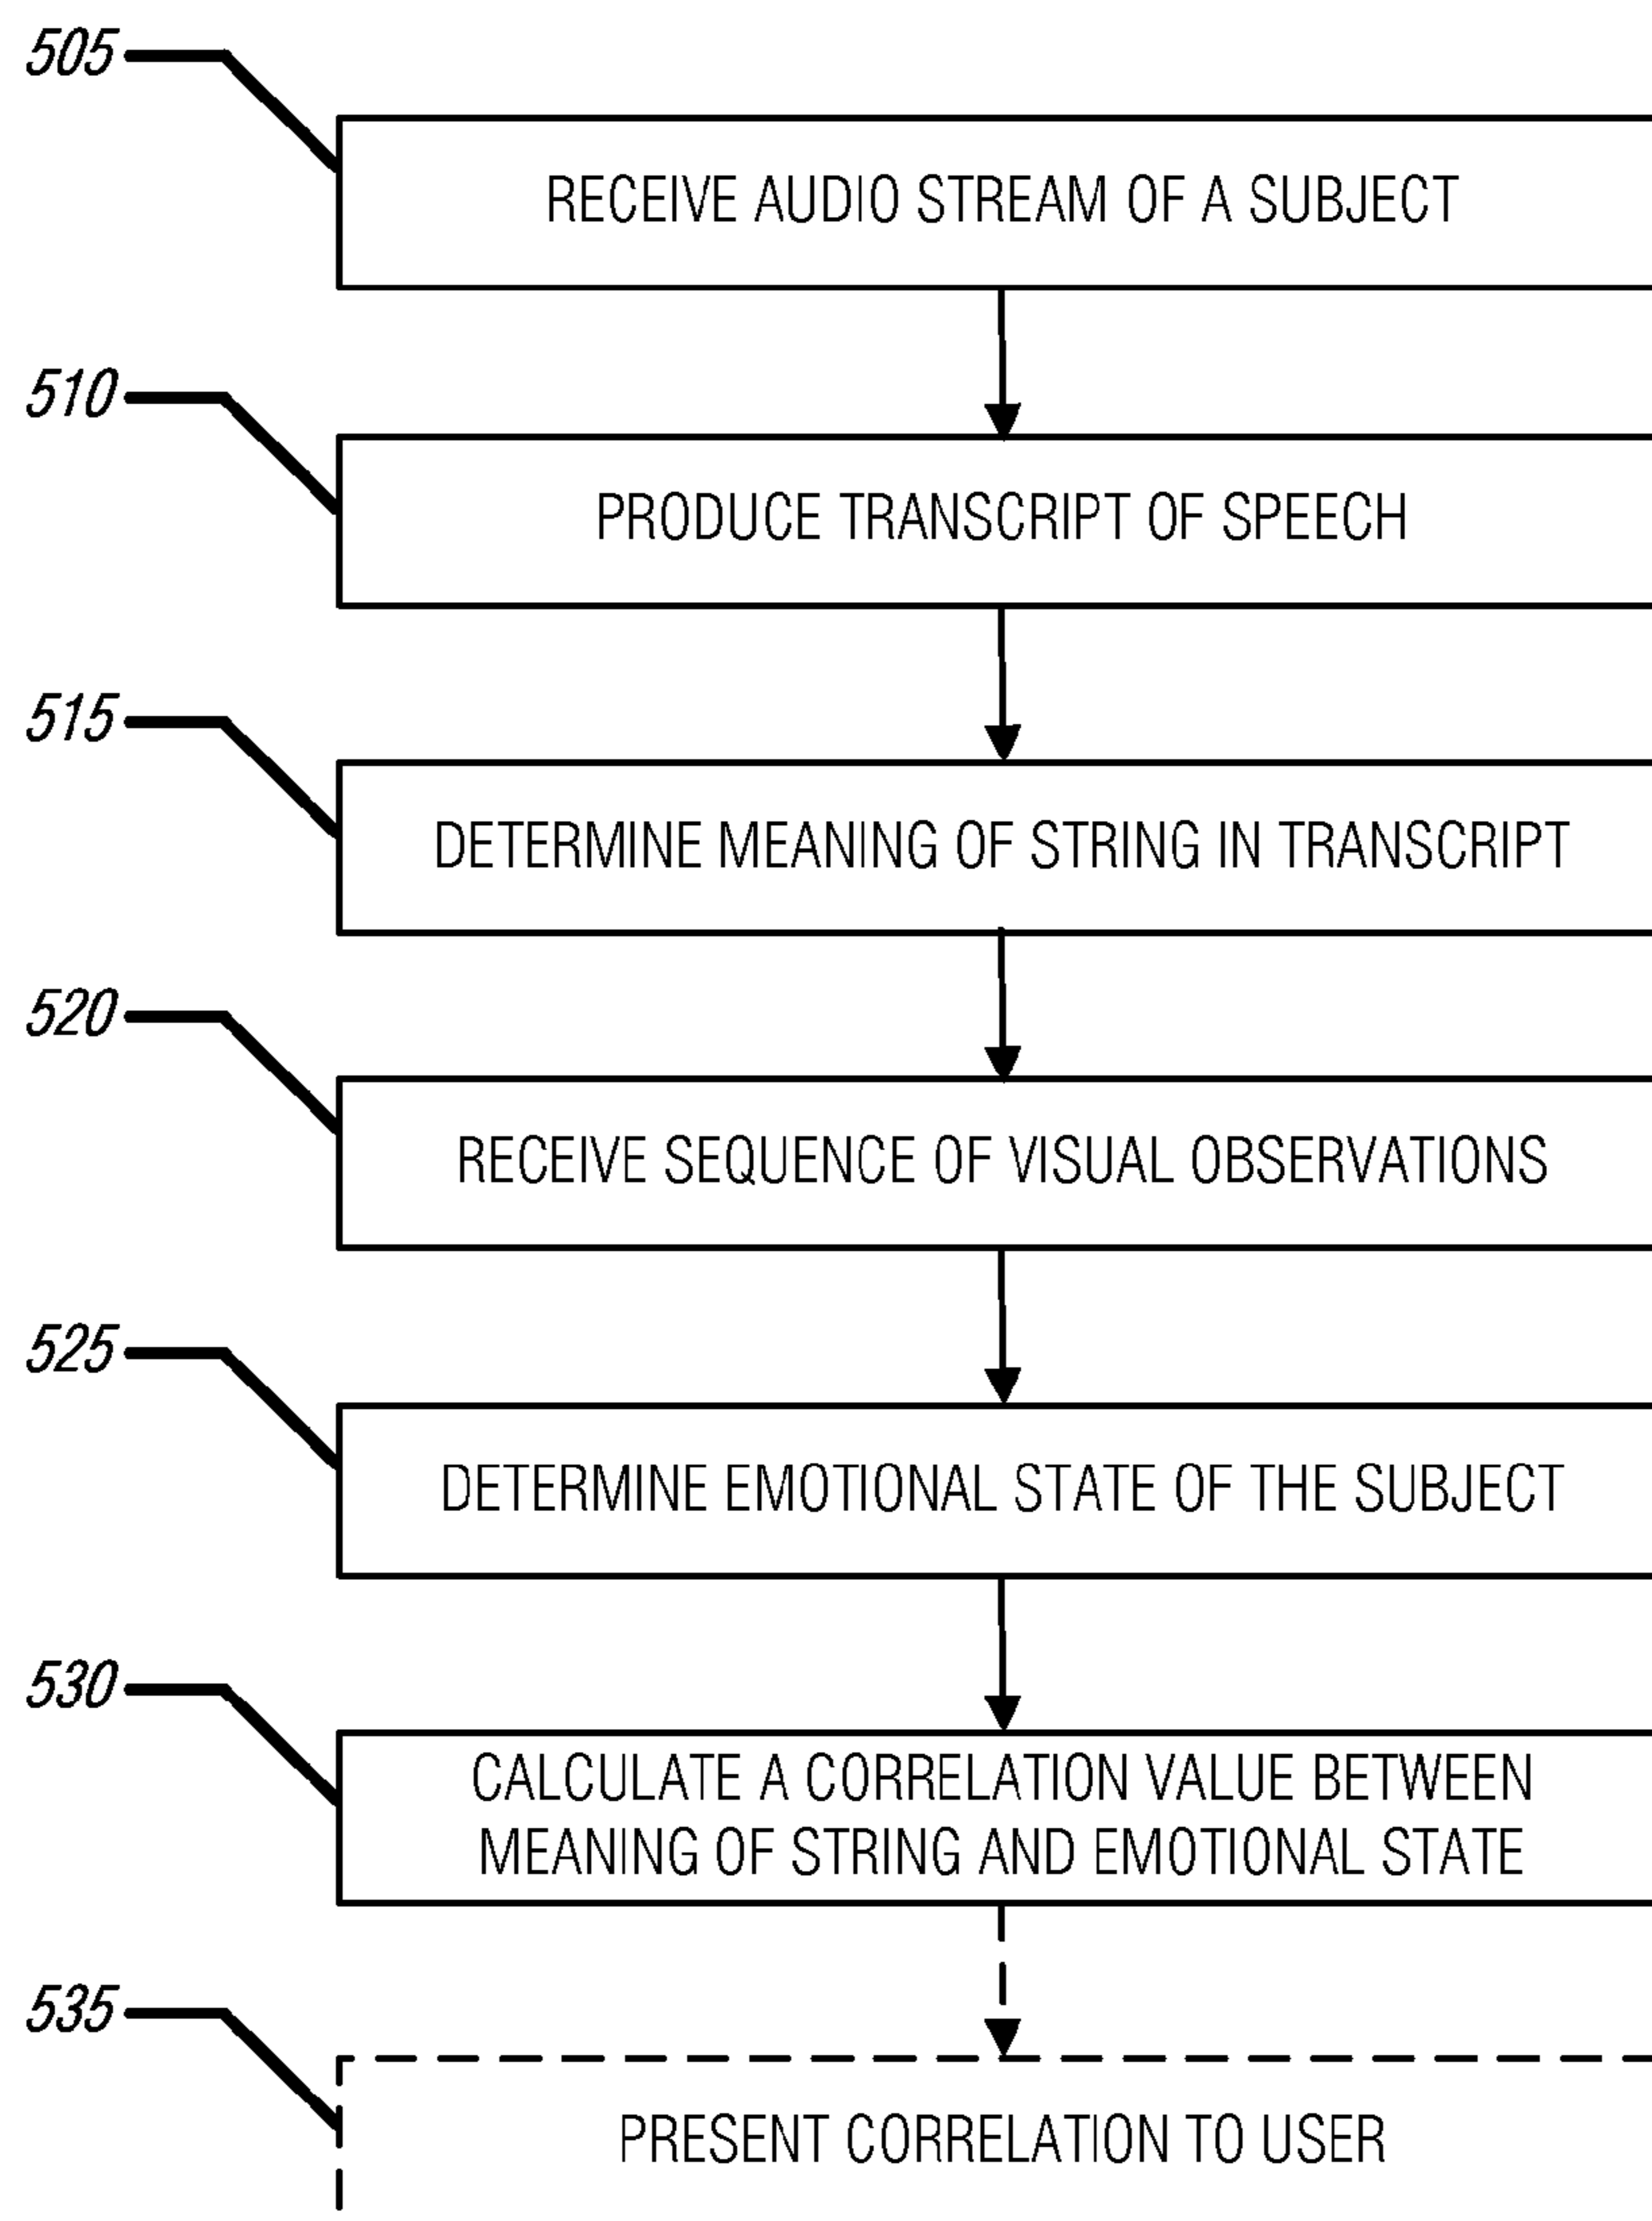 505
RECEIVE AUDIO STREAM OF A SUBJECT
510
PRODUCE TRANSCRIPT OF SPEECH
515
DETERMINE MEANING OF STRING IN TRANSCRIPT
520
RECEIVE SEQUENCE OF VISUAL OBSERVATIONS
525
DETERMINE EMOTIONAL STATE OF THE SUBJECT
530
CALCULATE A CORRELATION VALUE BETWEEN
MEANING OF STRING AND EMOTIONAL STATE
535
PRESENT CORRELATION TO USER